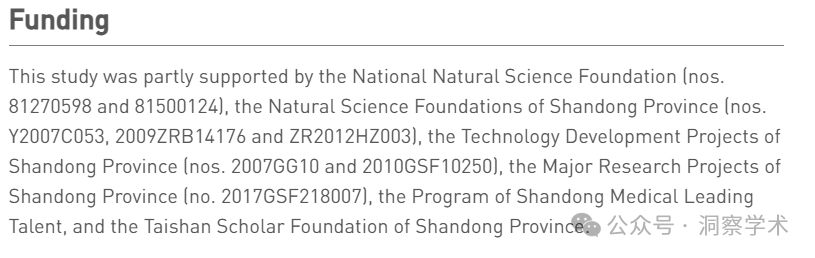 Funding
This study was partly supported by the National Natural Science Foundation (nos.
81270598 and 81500124), the Natural Science Foundations of Shandong Province (nos.
Y2007C053, 2009ZRB14176 and ZR2012HZ003), the Technology Development Projects of
Shandong Province (nos. 2007GG10 and 2010GSF10250), the Major Research Projects of
Shandong Province (no. 2017GSF218007), the Program of Shandong Medical Leading
Talent, and the Taishan Scholar Foundation of Shandong Province.
公众号 · 洞察学术